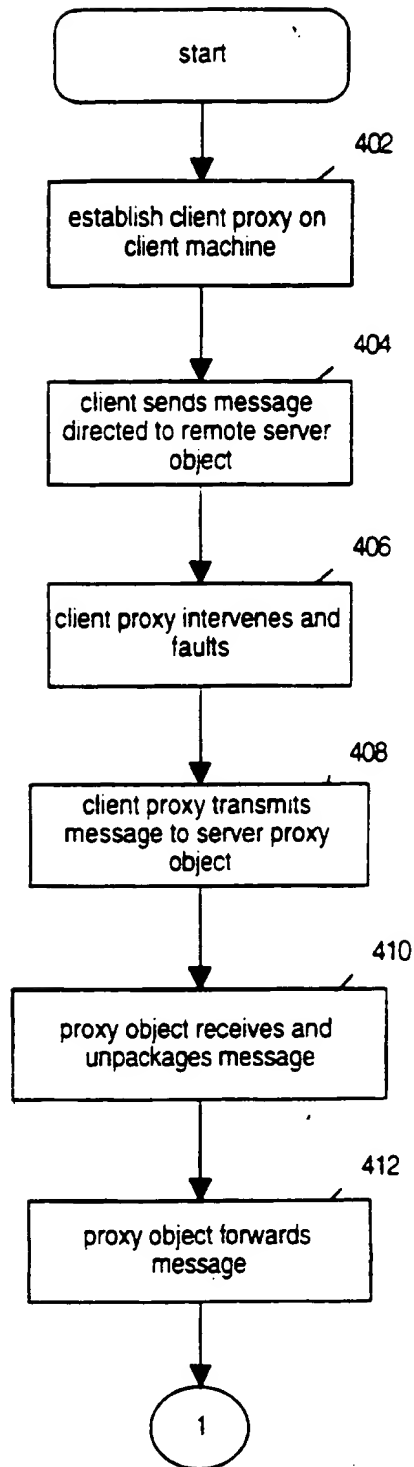 start
402
establish client proxy on
client machine
404
client sends message
directed to remote server
object
406
client proxy intervenes and
faults
408
client proxy transmits
message to server proxy
object
410
proxy object receives and
unpackages message
412
proxy object forwards
message
1